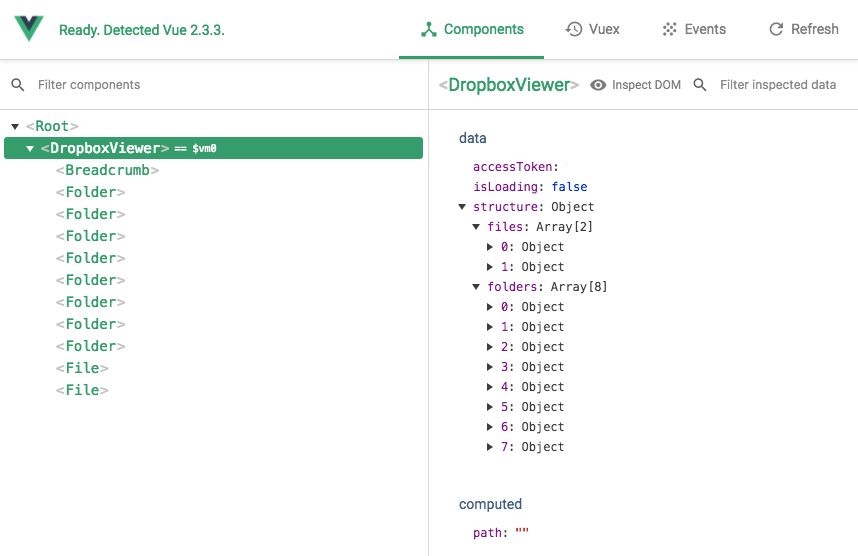 Ready. Detected Vue 2.3.3.
Components
Vuex
Events
Refresh
Filter components
<DropboxViewer>
Inspect DOM
Filter inspected data
<Root>
<DropboxViewer> == $vm0
<Breadcrumb>
<Folder>
<Folder>
<Folder>
<Folder>
<Folder>
<Folder>
<Folder>
<Folder>
<File>
<File>
data
accessToken:
isLoading: false
structure: Object
files: Array[2]
0: Object
1: Object
folders: Array[8]
0: Object
1: Object
2: Object
3: Object
4: Object
5: Object
6: Object
7: Object
computed
path: ""